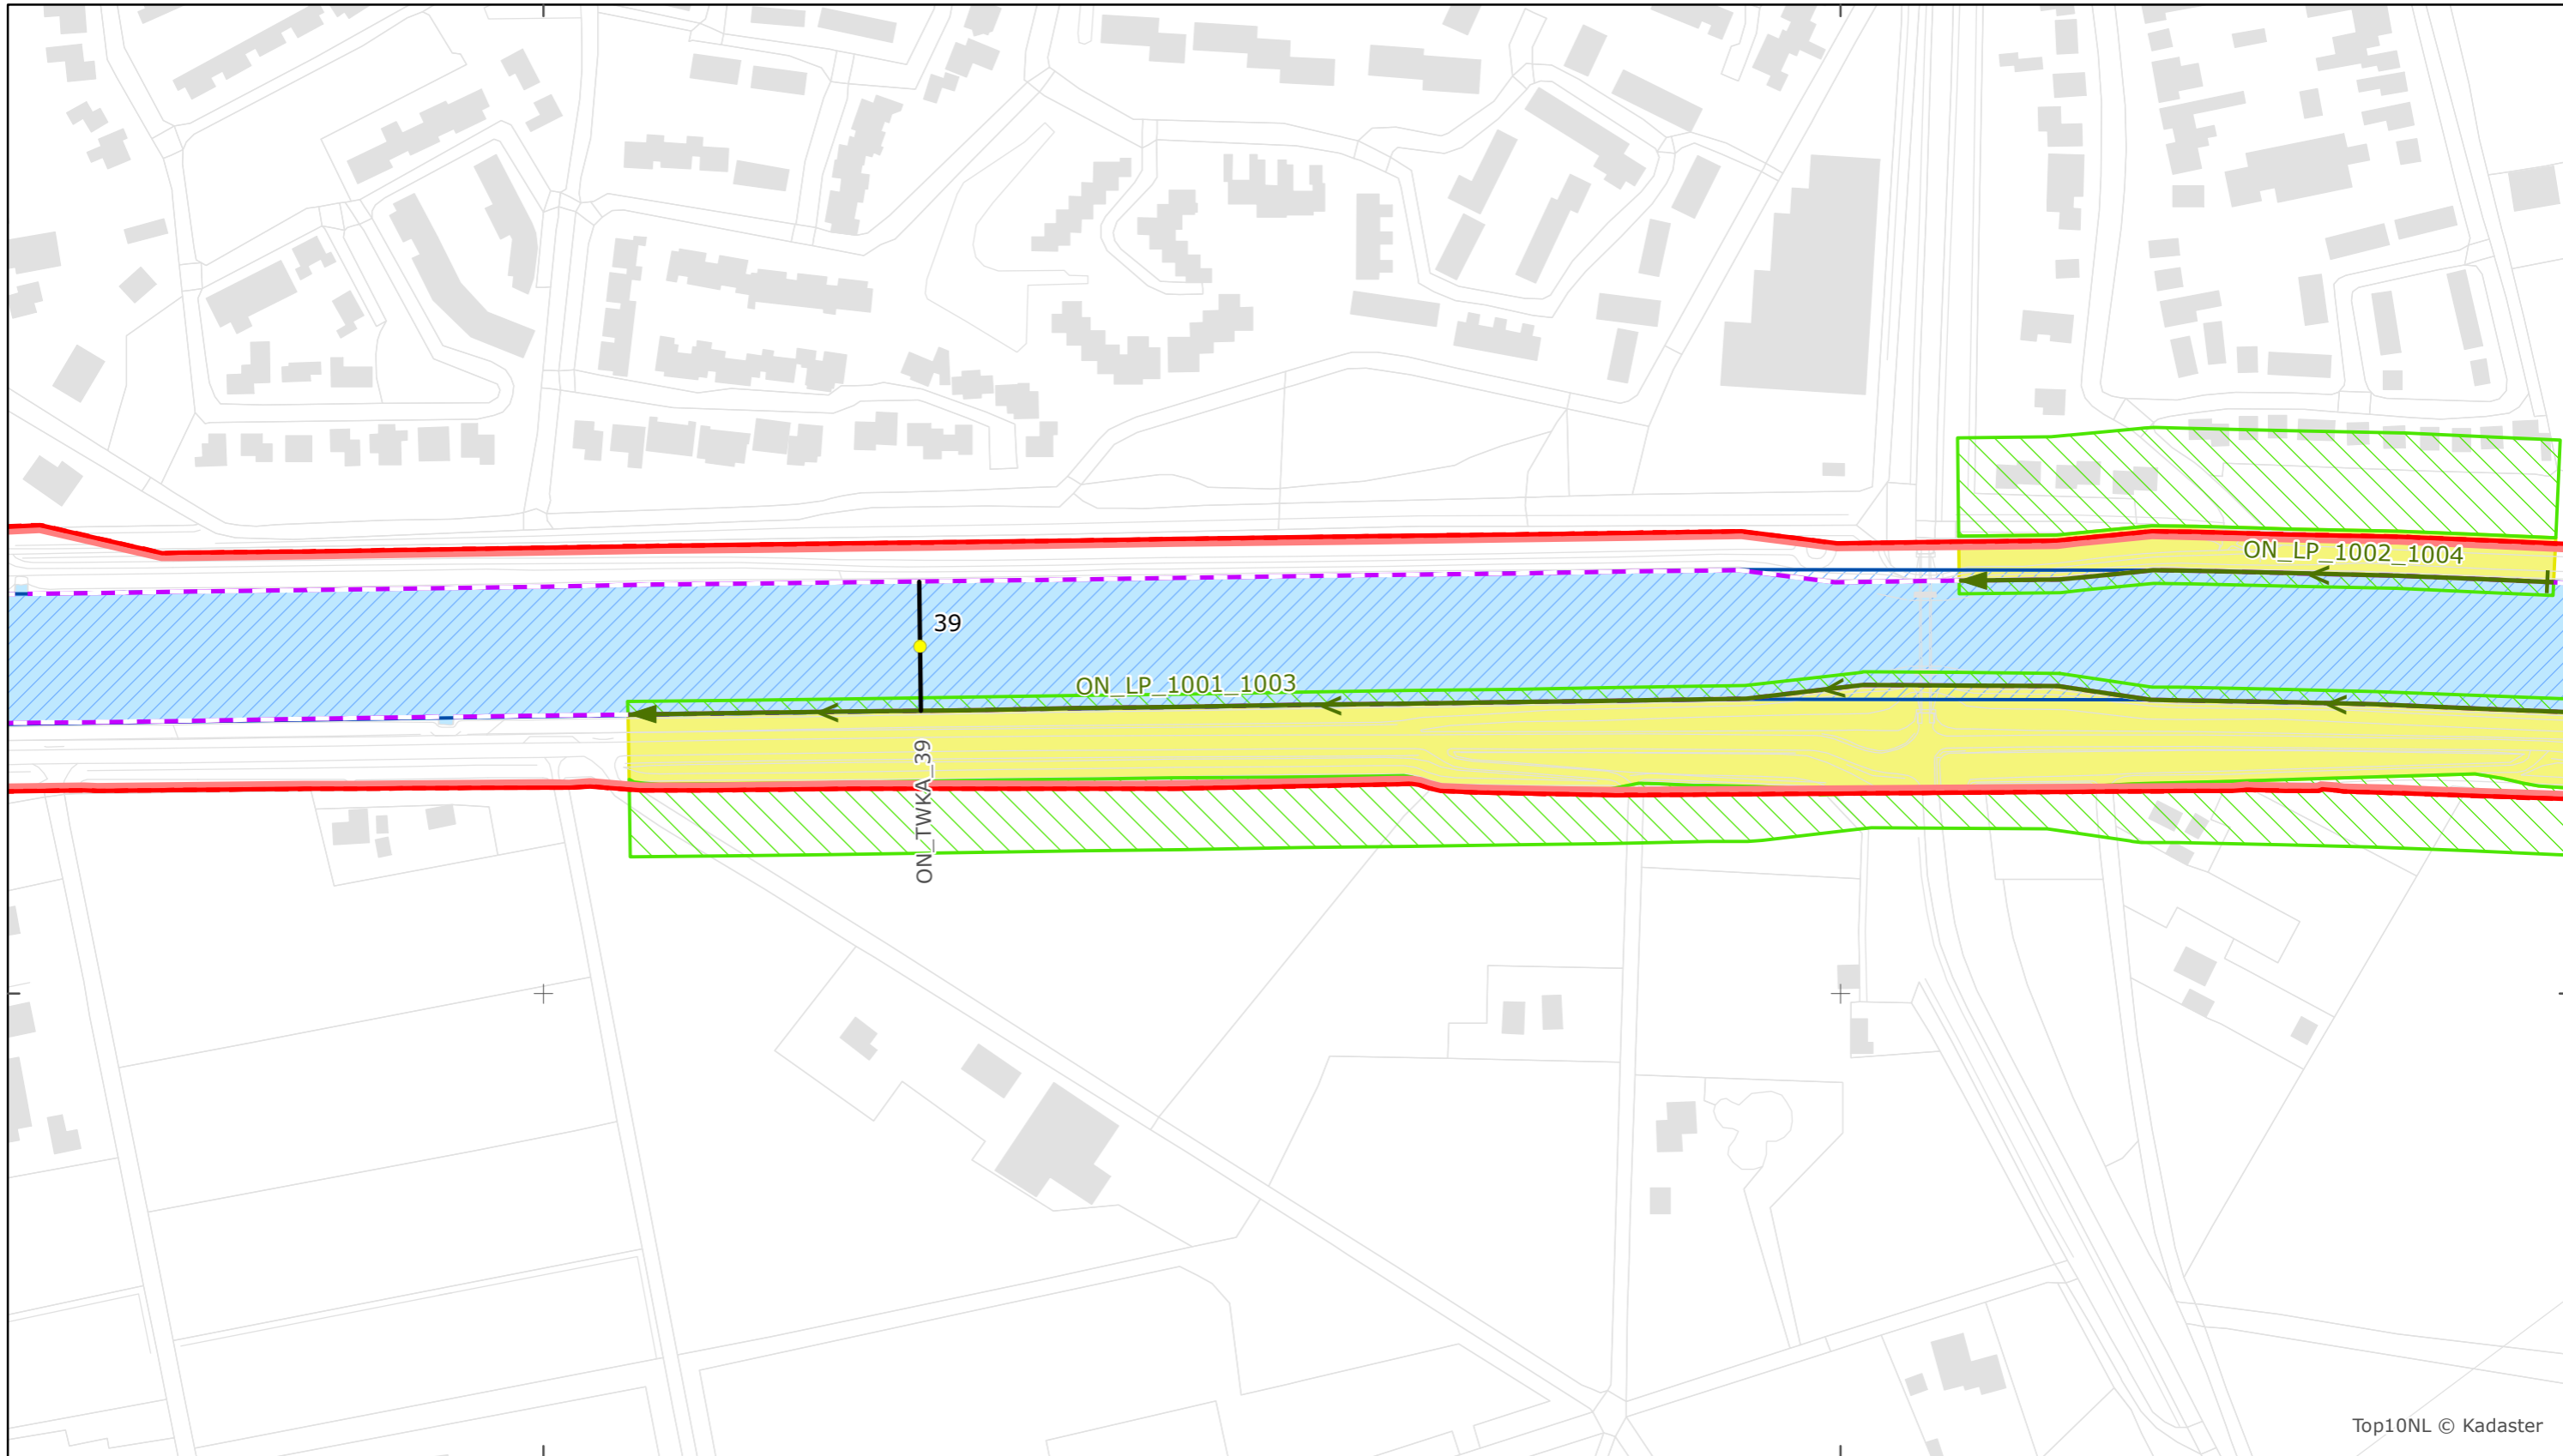 ON_LP_1002_1004
39
ON_LP_1001_1003
ON_TWKA_39
Top10NL © Kadaster